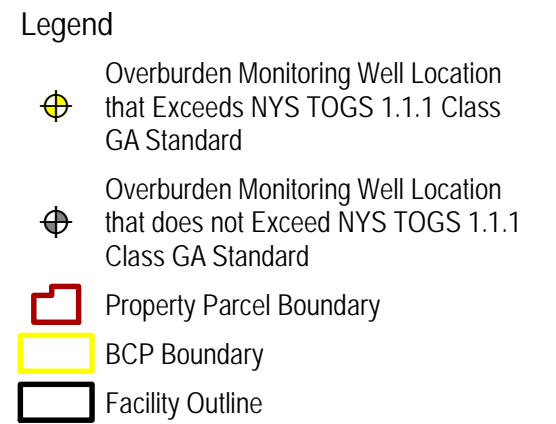 Legend
Overburden Monitoring Well Location
that Exceeds NYS TOGS 1.1.1 Class
GA Standard
Overburden Monitoring Well Location
that does not Exceed NYS TOGS 1.1.1
Class GA Standard
Property Parcel Boundary
BCP Boundary
Facility Outline